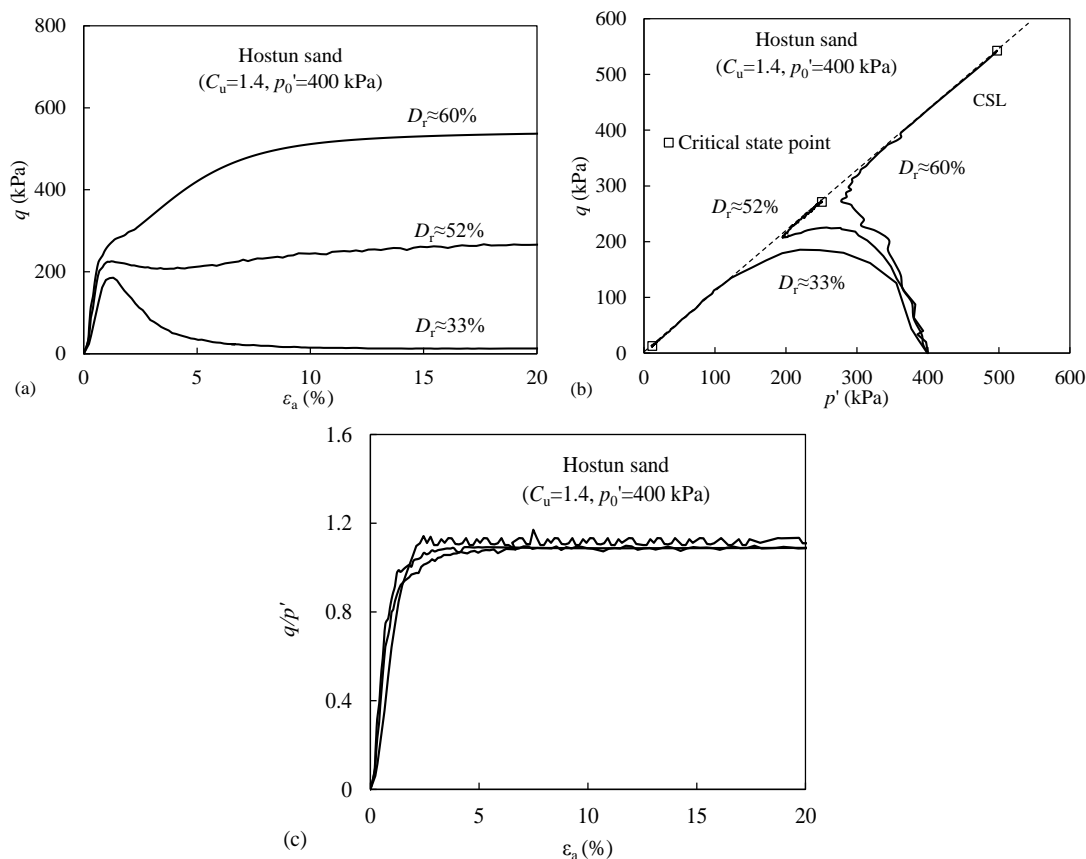 800
600
400
200
0
q
(kPa)
Hostun sand
(Cu=1.4, p0'=400 kPa)
Dr≈60%
Dr≈52%
Dr≈33%
0 5 10 15 20
(a)
εa (%)
600
500
400
300
200
100
0
q
(kPa)
Hostun sand
(Cu=1.4, p0'=400 kPa)
CSL
Critical state point
Dr≈60%
Dr≈52%
Dr≈33%
0 100 200 300 400 500 600
(b)
p' (kPa)
1.6
1.2
0.8
0.4
0
q/p'
Hostun sand
(Cu=1.4, p0'=400 kPa)
0 5 10 15 20
(c)
εa (%)